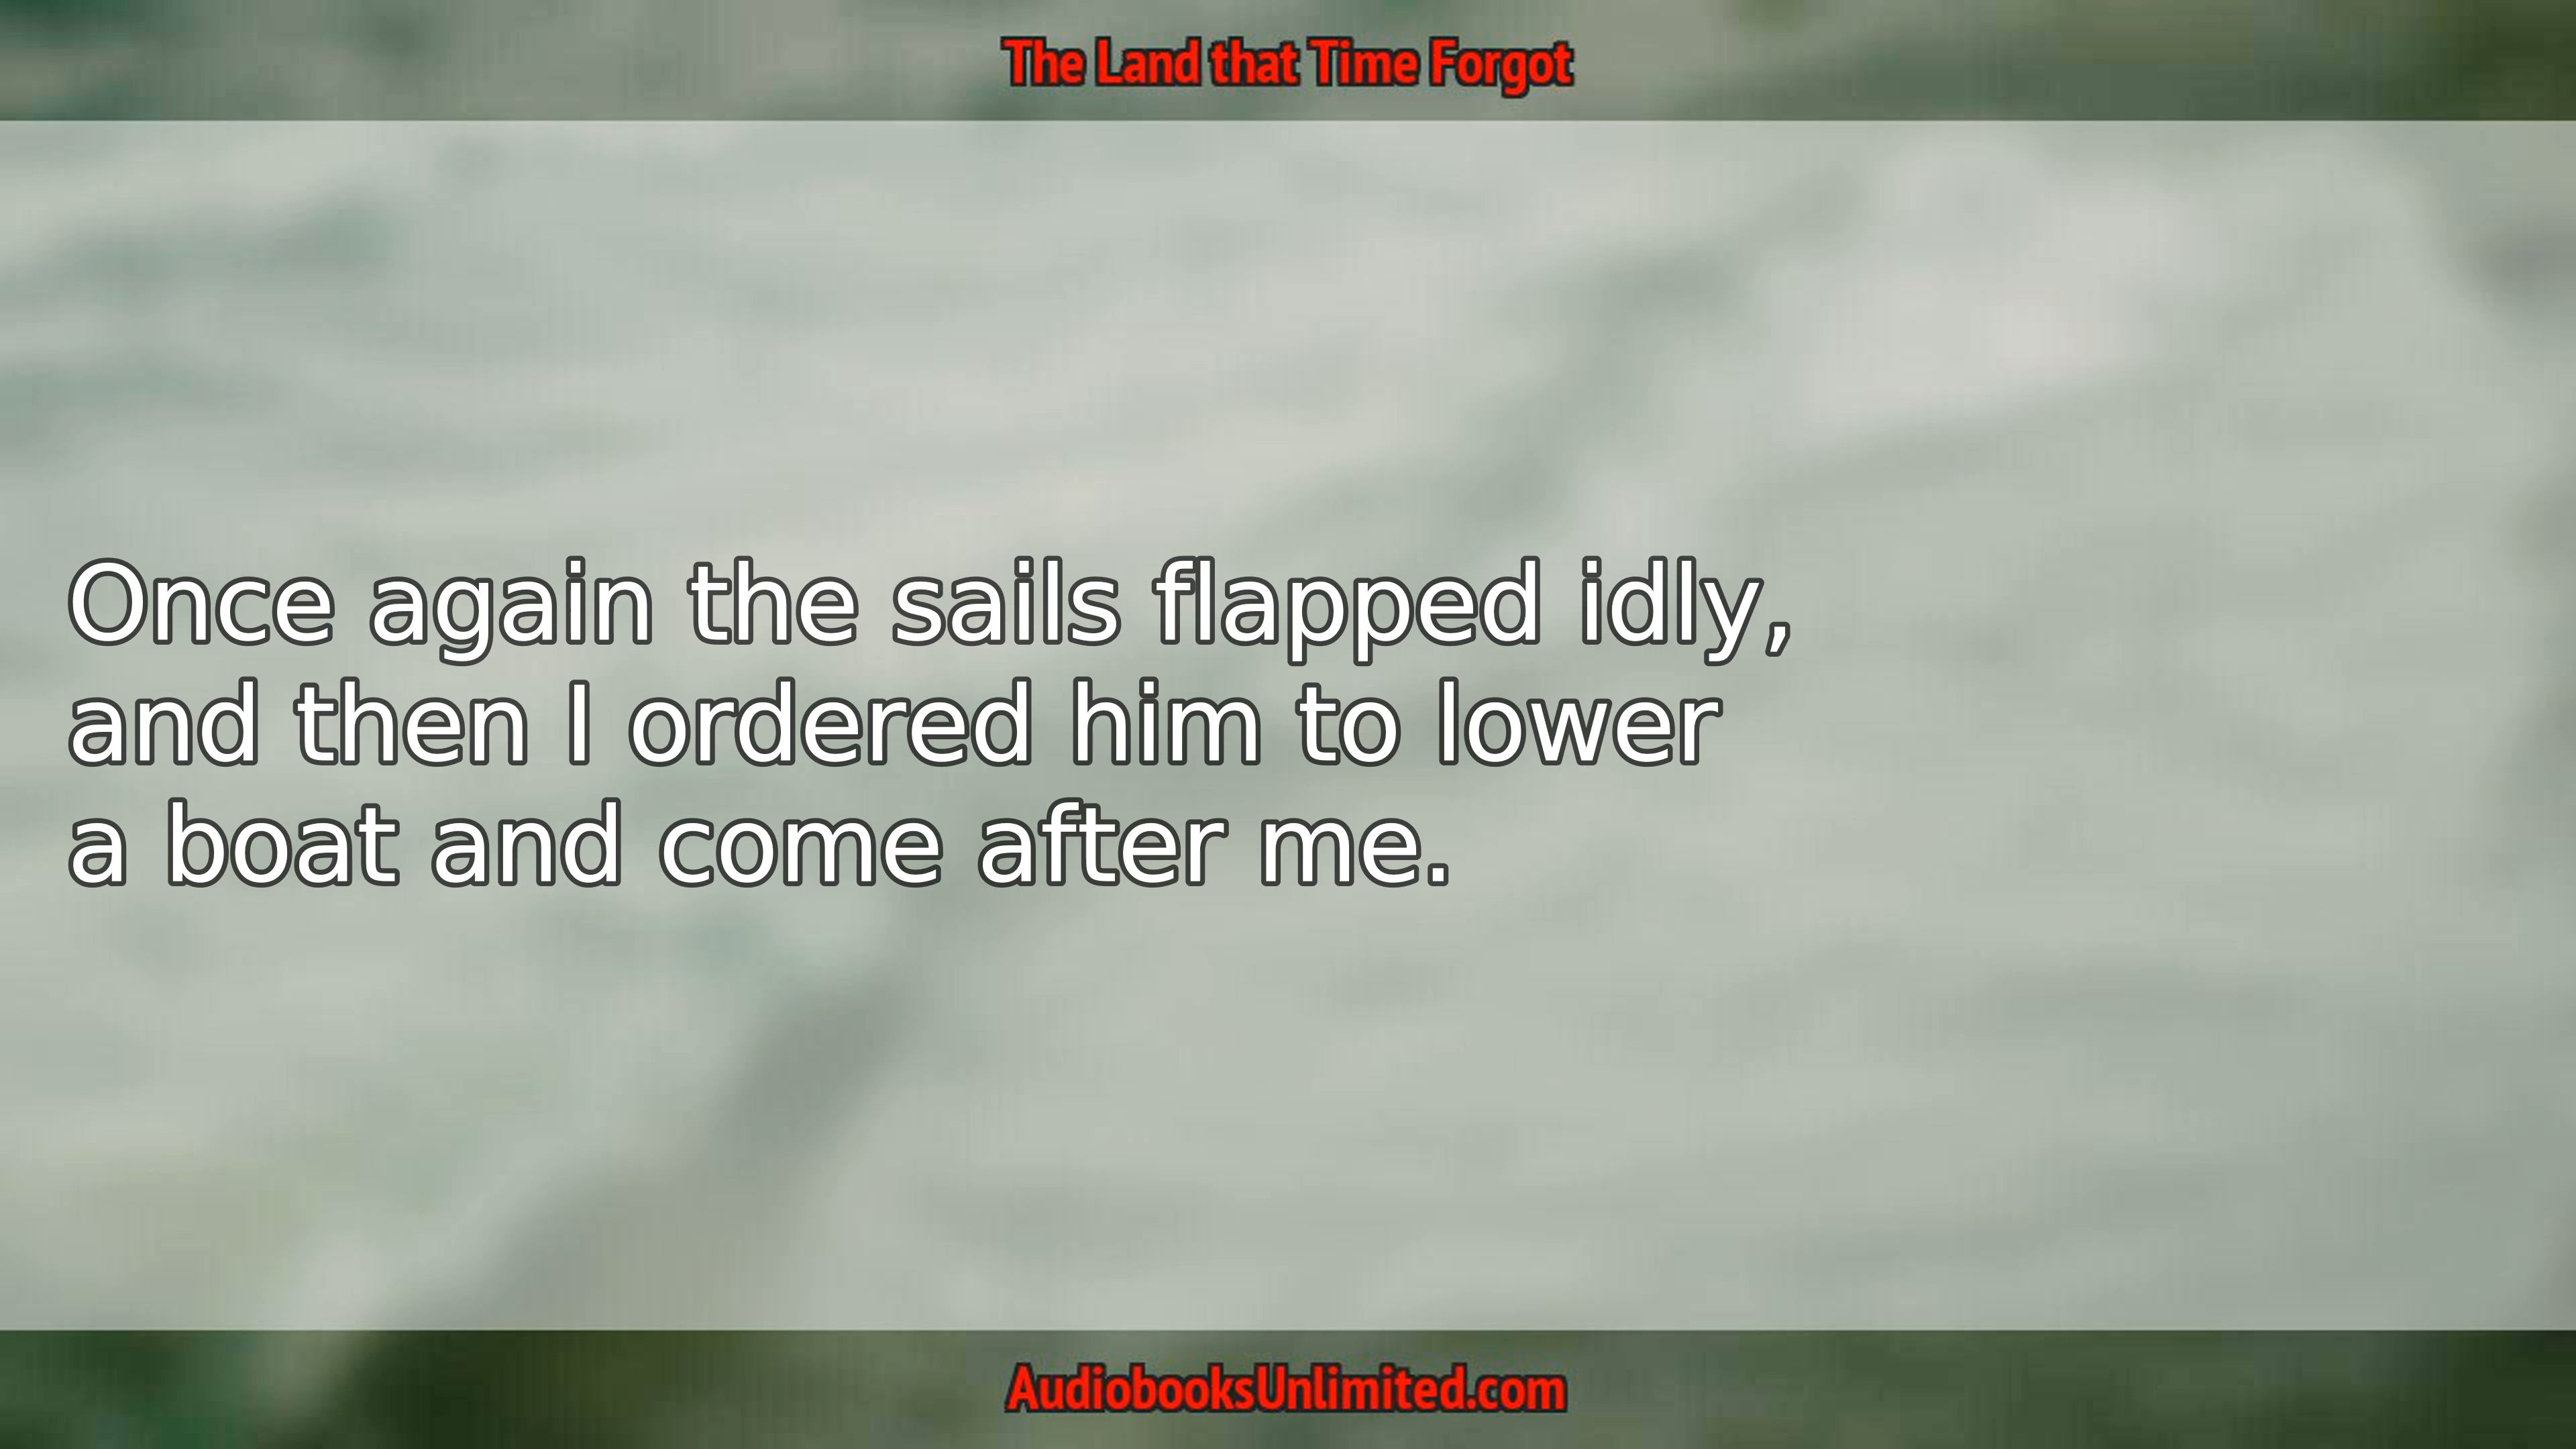 The Land that Time Forgot
Once again the sails flapped idly,
and then I ordered him to lower
a boat and come after me.
AudiobooksUnlimited.com